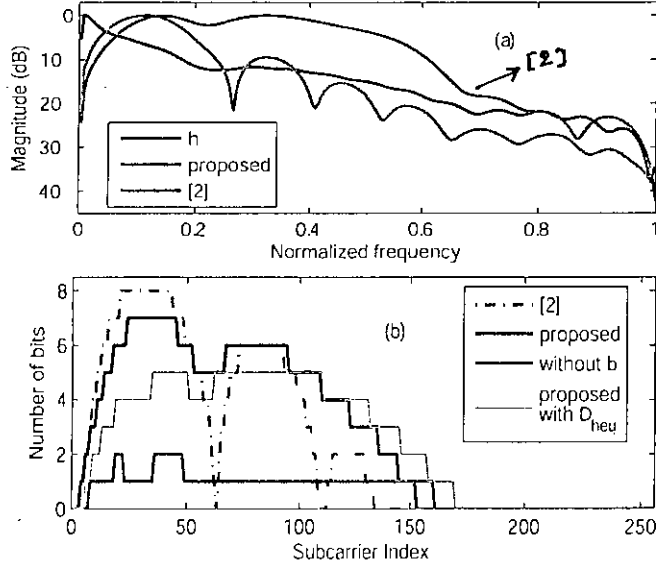 0
10
20
30
40
Magnitude (dB)
(a)
[2]
h
proposed
[2]
0
0.2
0.4
0.6
0.8
1
Normalized frequency
8
6
4
2
0
Number of bits
(b)
[2]
proposed
without b
proposed
with D heu
0
50
100
150
200
250
Subcarrier Index